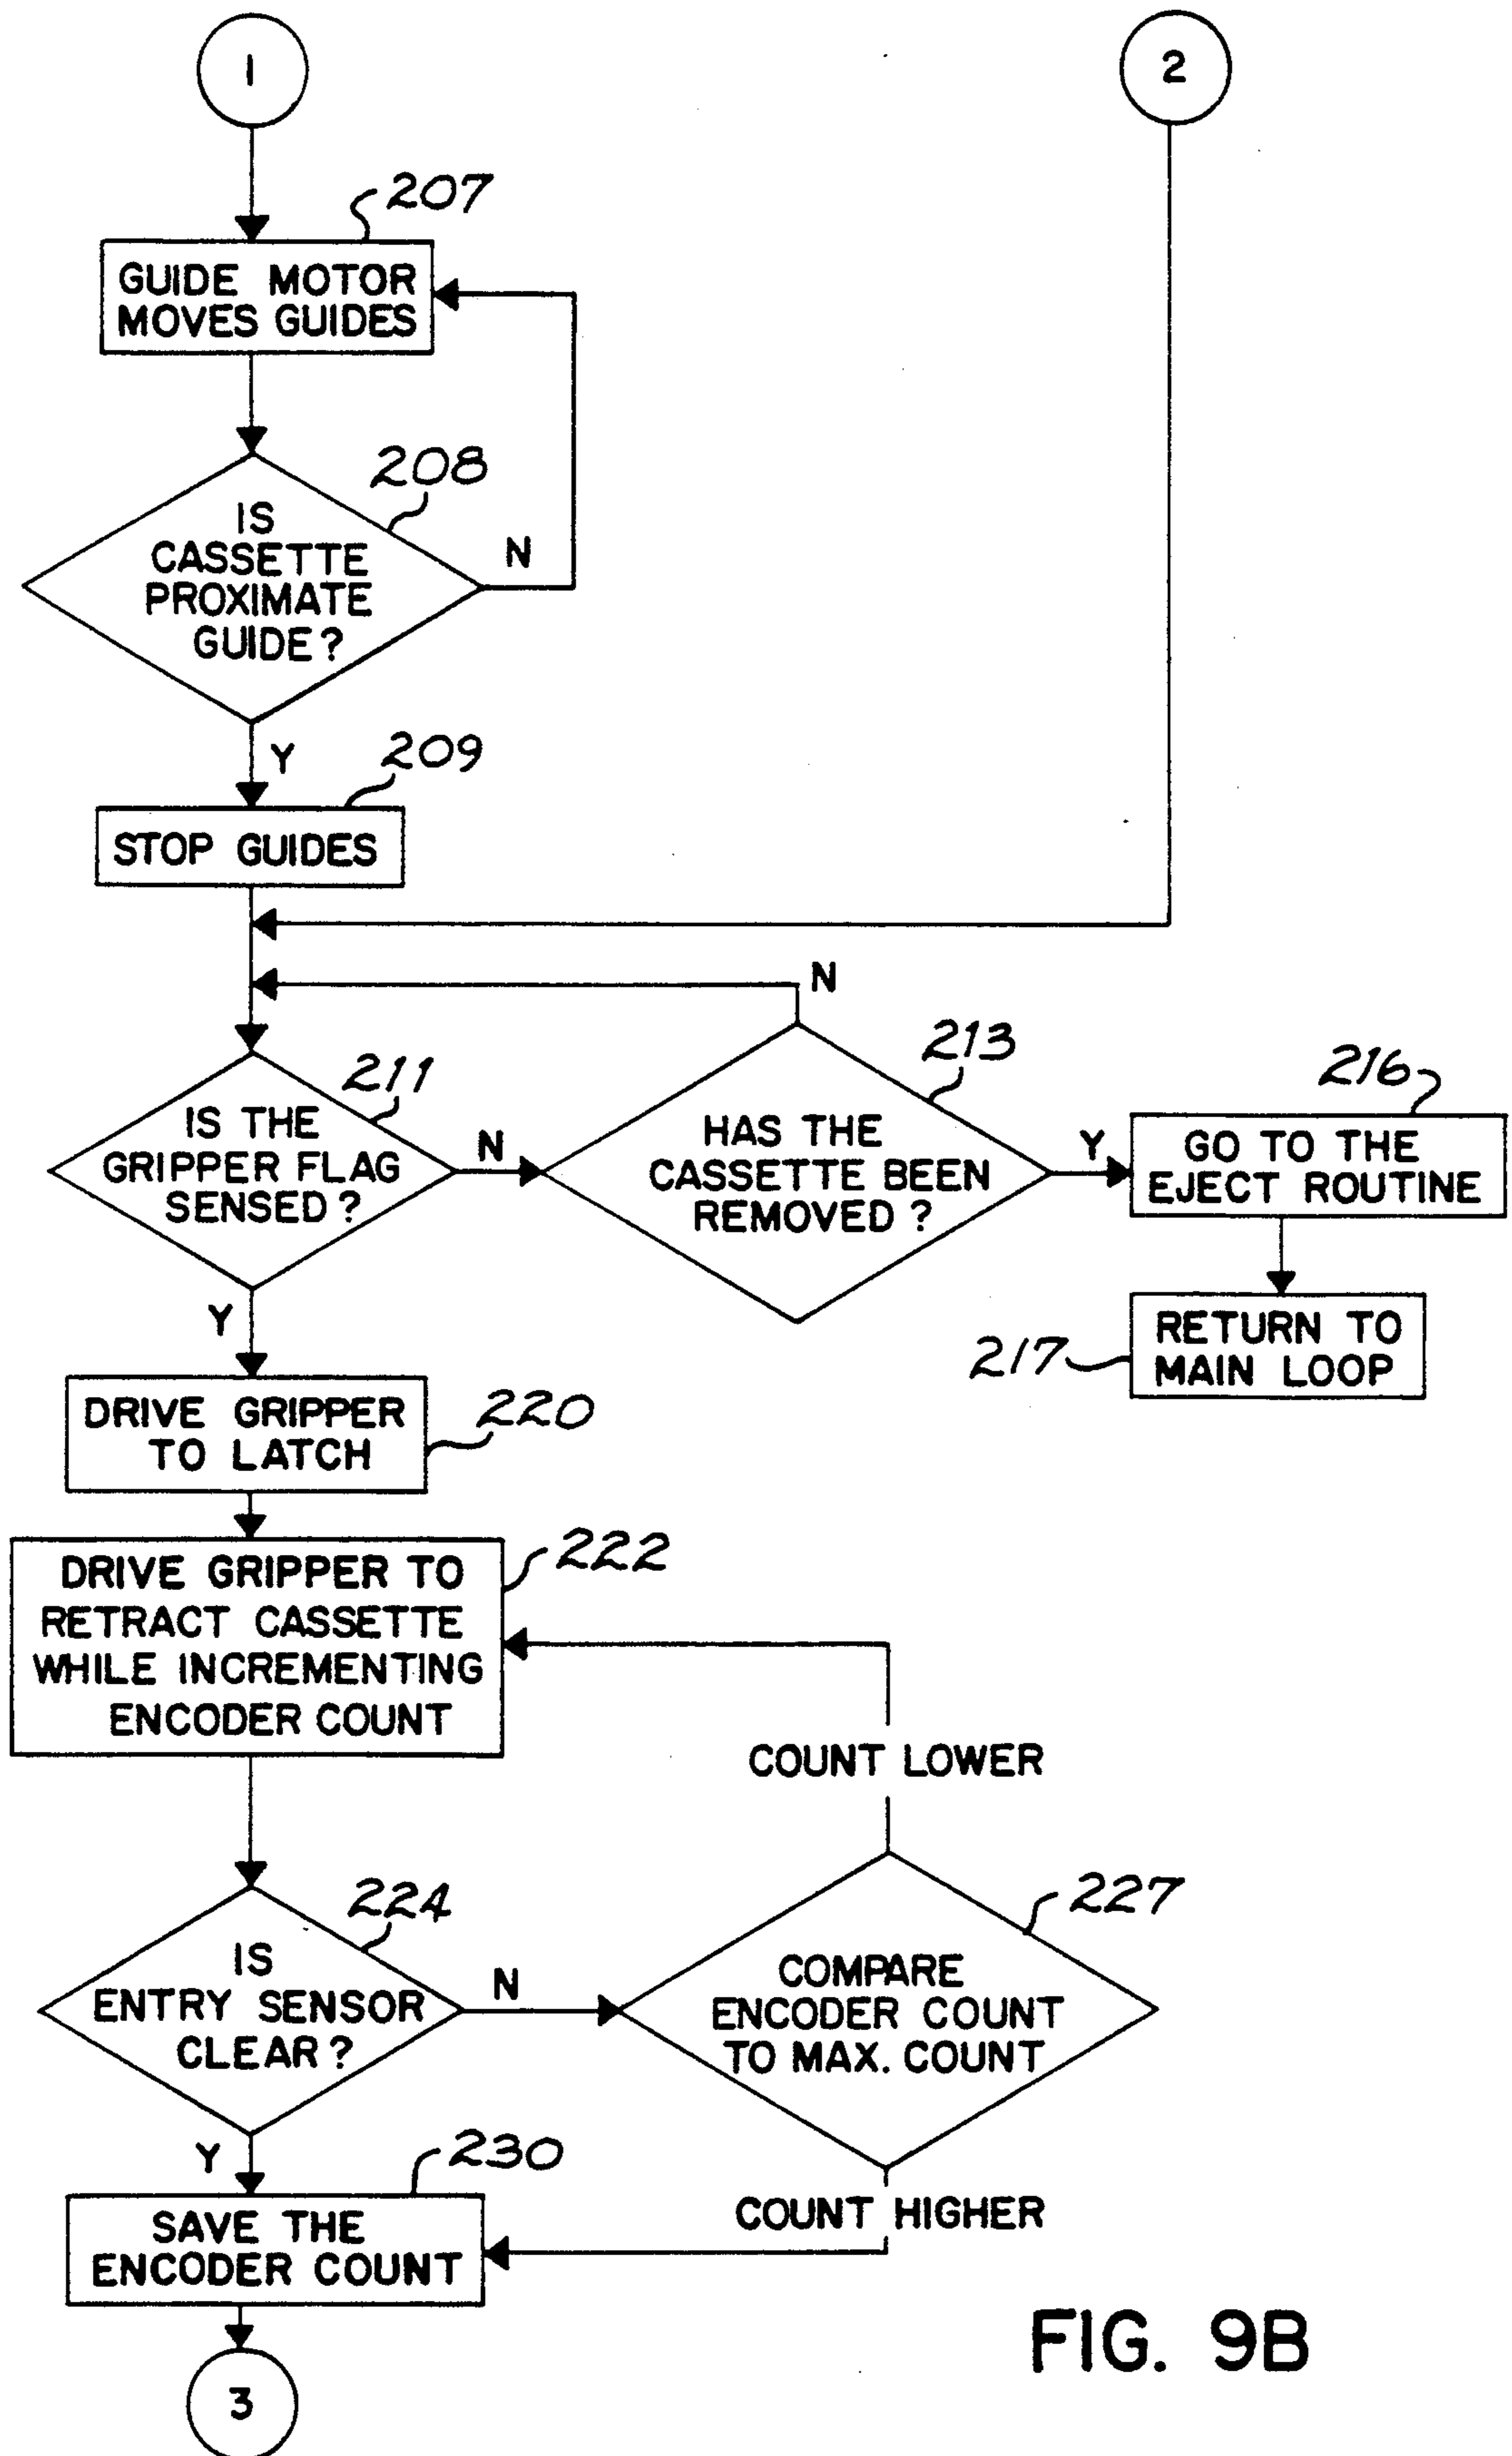 1
2
207
GUIDE MOTOR
MOVES GUIDES
208
IS
CASSETTE
PROXIMATE
GUIDE?
N
Y
209
STOP GUIDES
N
211
IS THE
GRIPPER FLAG
SENSED?
N
213
HAS THE
CASSETTE BEEN
REMOVED?
Y
216
GO TO THE
EJECT ROUTINE
217
RETURN TO
MAIN LOOP
Y
DRIVE GRIPPER
TO LATCH
220
DRIVE GRIPPER TO
RETRACT CASSETTE
WHILE INCREMENTING
ENCODER COUNT
222
COUNT LOWER
224
IS
ENTRY SENSOR
CLEAR?
N
227
COMPARE
ENCODER COUNT
TO MAX. COUNT
Y
230
SAVE THE
ENCODER COUNT
COUNT HIGHER
3
FIG. 9B